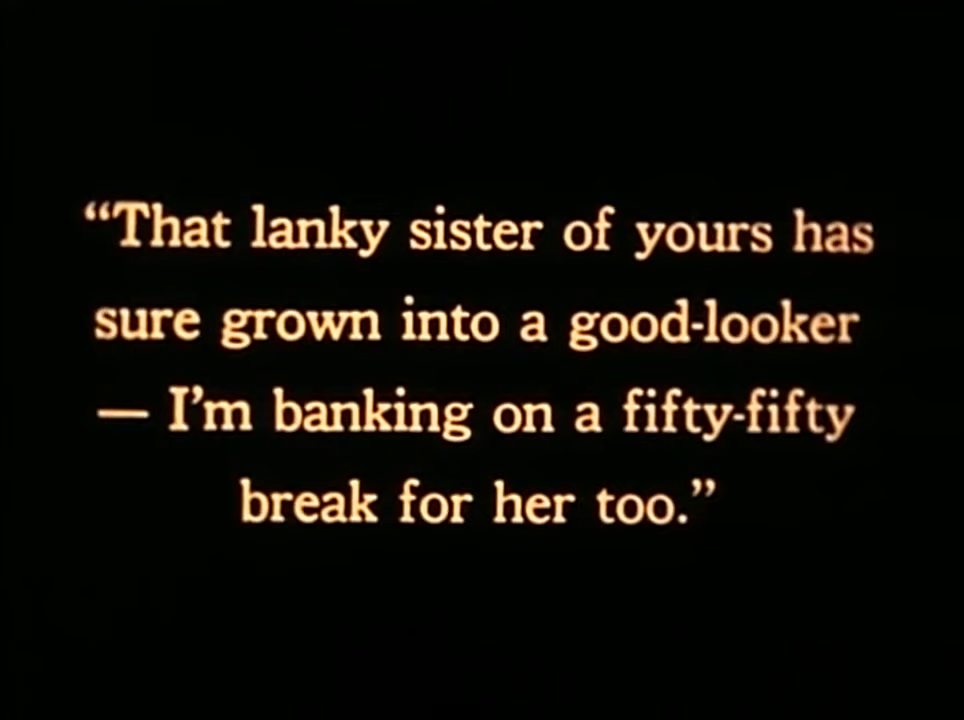 “That lanky sister of yours has
sure grown into a good-looker
— I’m banking on a fifty-fifty
break for her too.”